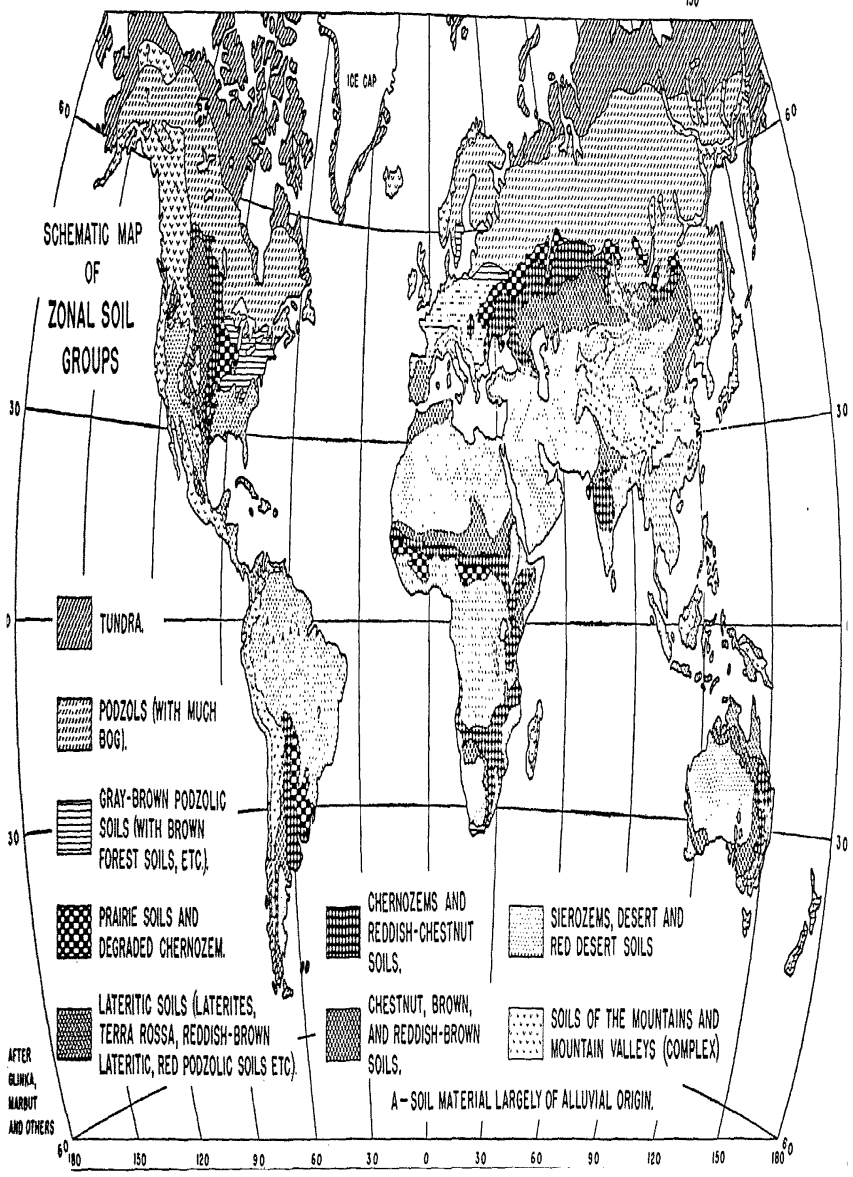 150
ICE CAP
60
60
SCHEMATIC MAP
OF
ZONAL SOIL
GROUPS
30
30
0
TUNDRA.
PODZOLS (WITH MUCH
BOG).
GRAY-BROWN PODZOLIC
SOILS (WITH BROWN
FOREST SOILS, ETC.).
30
30
PRAIRIE SOILS AND
DEGRADED CHERNOZEM.
CHERNOZEMS AND
REDDISH-CHESTNUT
SOILS.
SIEROZEMS, DESERT AND
RED DESERT SOILS
LATERITIC SOILS (LATERITES,
TERRA ROSSA, REDDISH-BROWN
LATERITIC, RED PODZOLIC SOILS ETC).
CHESTNUT, BROWN,
AND REDDISH-BROWN
SOILS.
SOILS OF THE MOUNTAINS AND
MOUNTAIN VALLEYS (COMPLEX)
A-SOIL MATERIAL LARGELY OF ALLUVIAL ORIGIN.
AFTER
GLINKA,
MARBUT
AND OTHERS
60
60
180 150 120 90 60 30 0 30 60 90 120 150 180